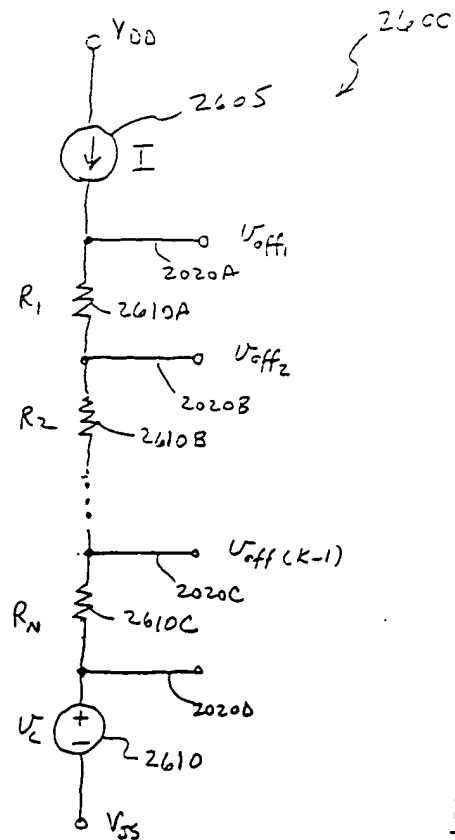 VDD
2600
2605
I
Voff1
2020A
R1
2610A
Voff2
2020B
R2
2610B
Voff(K-1)
2020C
RN
2610C
2020D
Vc
+
-
2610
VSS